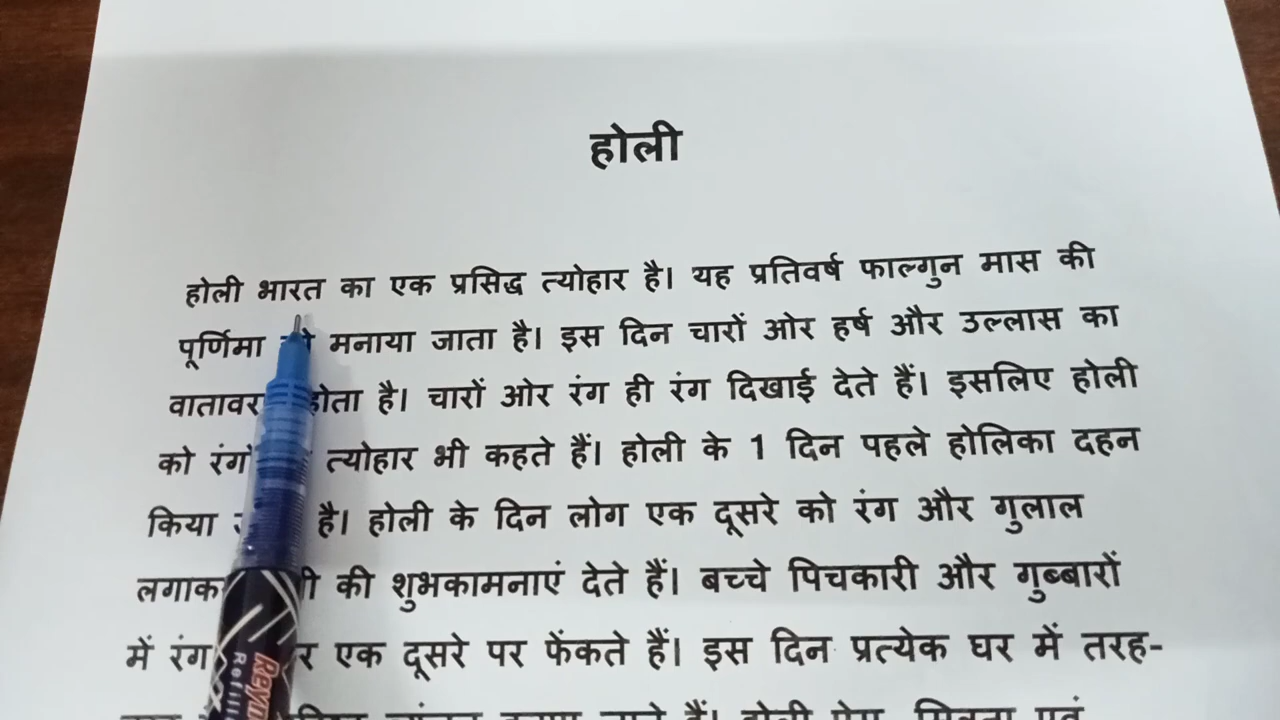 होली
होली भारत का एक प्रसिद्ध त्योहार है। यह प्रतिवर्ष फाल्गुन मास की
पूर्णिमा मनाया जाता है। इस दिन चारों ओर हर्ष और उल्लास का
होता है। चारों ओर रंग ही रंग दिखाई देते हैं। इसलिए होली
को त्योहार भी कहते हैं। होली के 1 दिन पहले होलिका दहन
किया है। होली के दिन लोग एक दूसरे को रंग और गुलाल
की शुभकामनाएं देते हैं। बच्चे पिचकारी और गुब्बारों
में रंग एक दूसरे पर फेंकते हैं। इस दिन प्रत्येक घर में तरह-